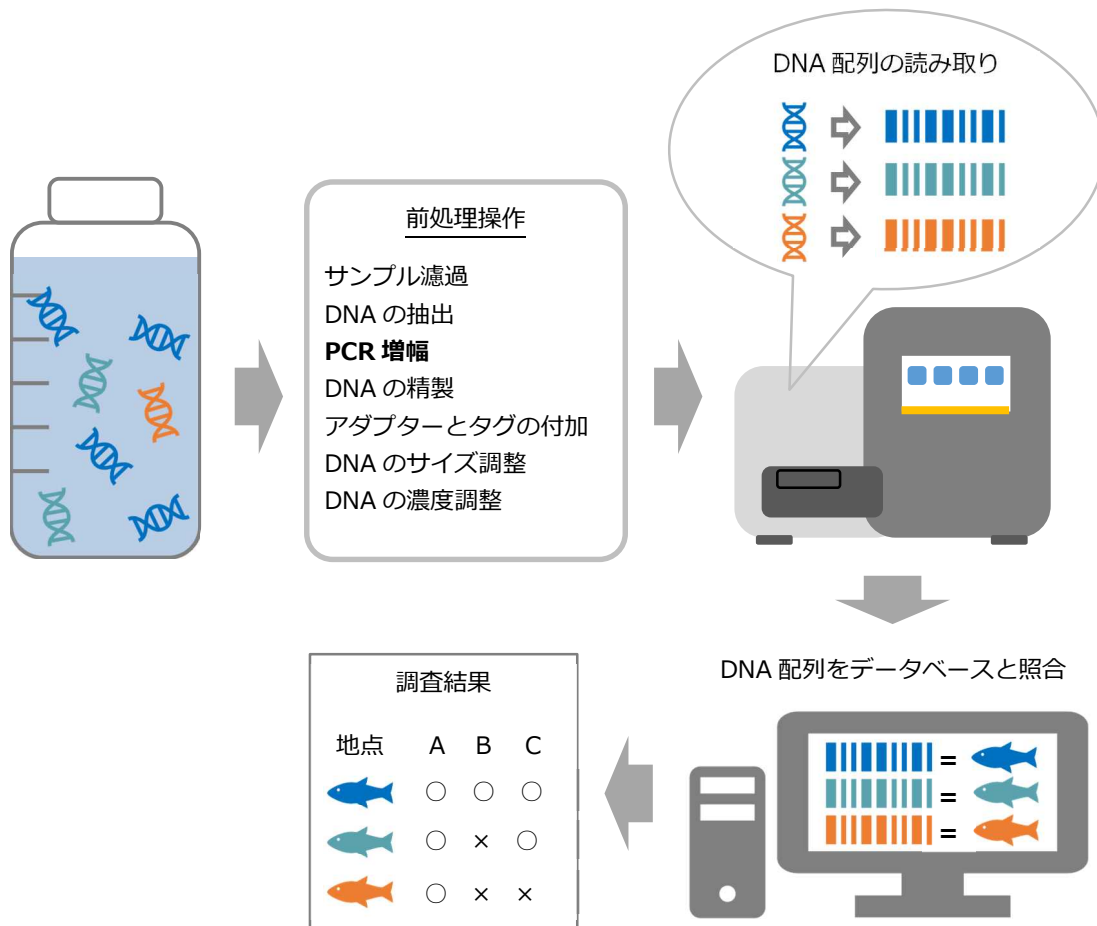 DNA 配列の読み取り
前処理操作
サンプル濾過
DNA の抽出
PCR 増幅
DNA の精製
アダプターとタグの付加
DNA のサイズ調整
DNA の濃度調整
DNA 配列をデータベースと照合
=
=
=
調査結果
地点 A B C
○ ○ ○
○ × ○
○ × ×